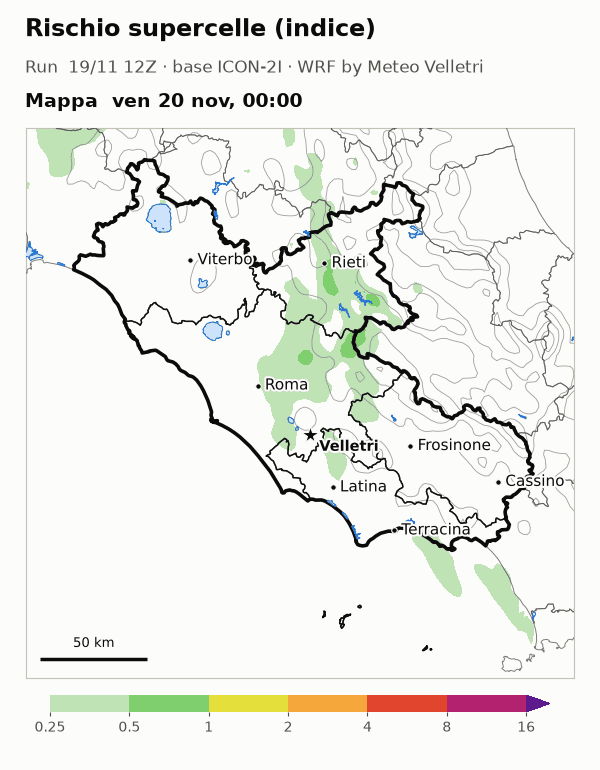 Rischio supercelle (indice)
Run  19/11 12Z · base ICON-2I · WRF by Meteo Velletri
Mappa  ven 20 nov, 00:00
Viterbo
Rieti
Roma
Velletri
Frosinone
Latina
Cassino
Terracina
50 km
0.25 0.5 1 2 4 8 16